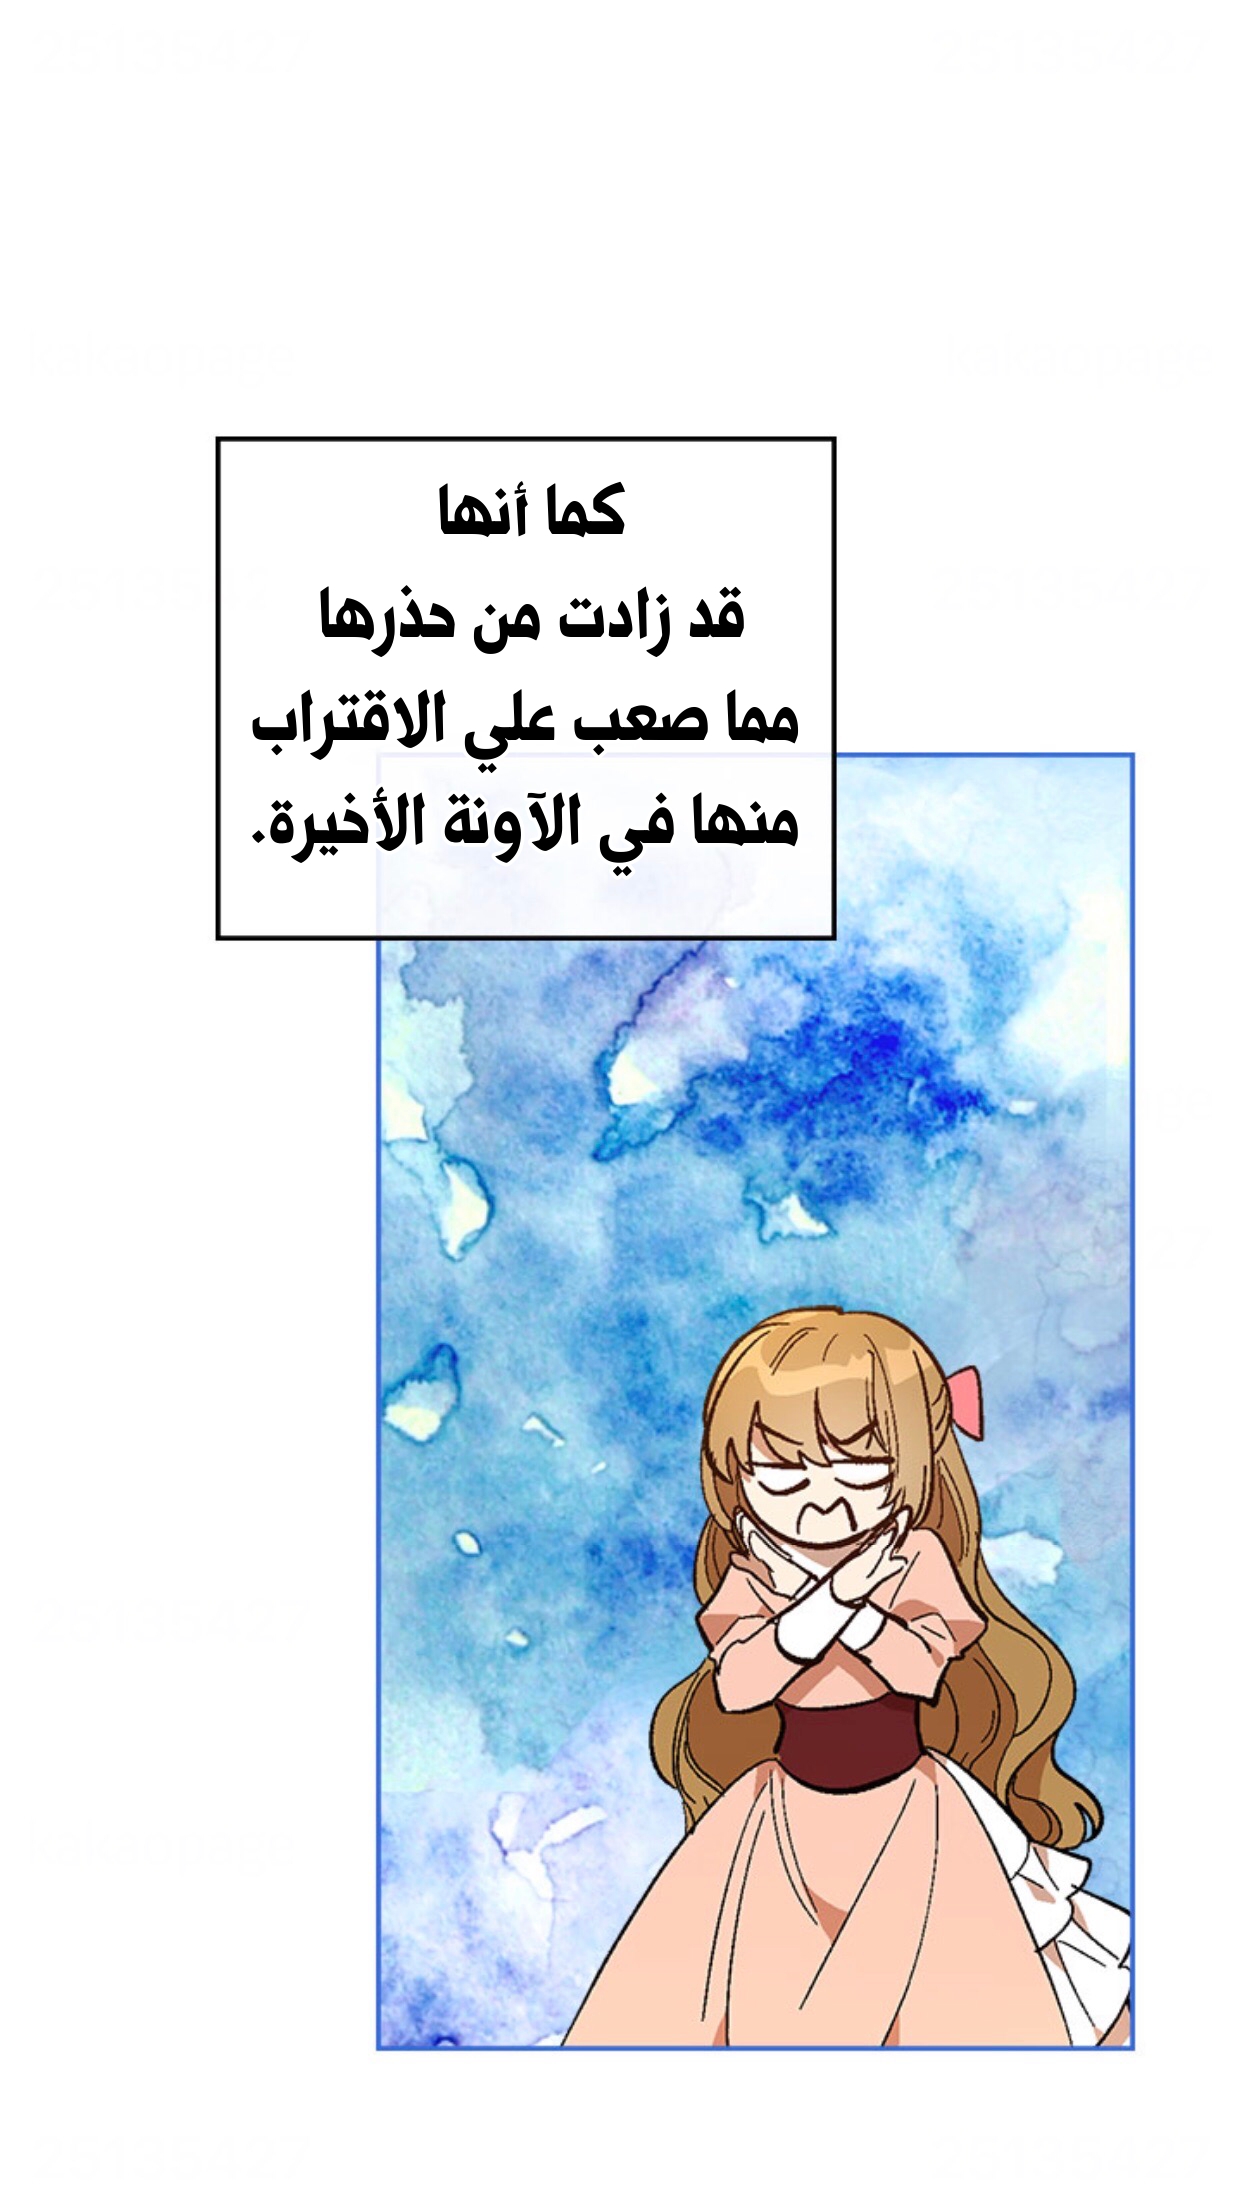 كما أنها
قد زادت من حذرها
مما صعب علي الاقتراب
منها في الآونة الأخيرة.